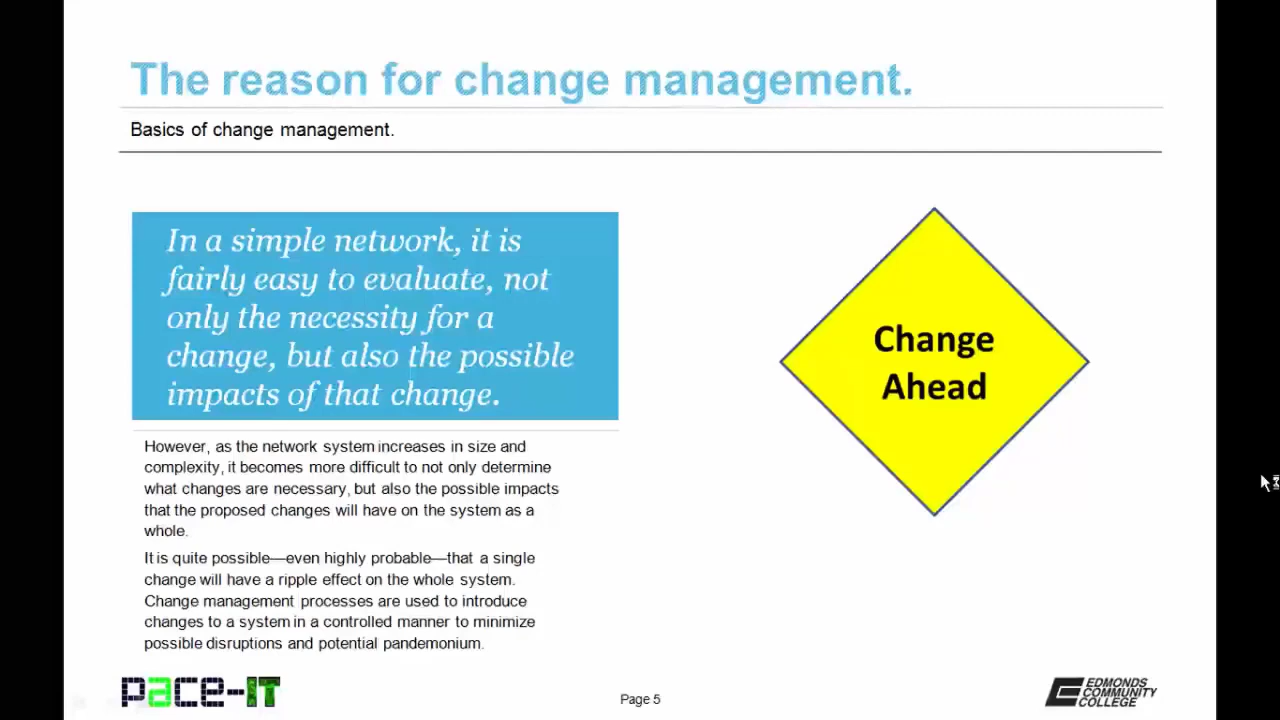 The reason for change management.
Basics of change management.
In a simple network, it is
fairly easy to evaluate, not
only the necessity for a
change, but also the possible
impacts of that change.
However, as the network system increases in size and
complexity, it becomes more difficult to not only determine
what changes are necessary, but also the possible impacts
that the proposed changes will have on the system as a
whole.
It is quite possible—even highly probable—that a single
change will have a ripple effect on the whole system.
Change management processes are used to introduce
changes to a system in a controlled manner to minimize
possible disruptions and potential pandemonium.
Change
Ahead
pace-IT
Page 5
EDMONDS
COMMUNITY
COLLEGE